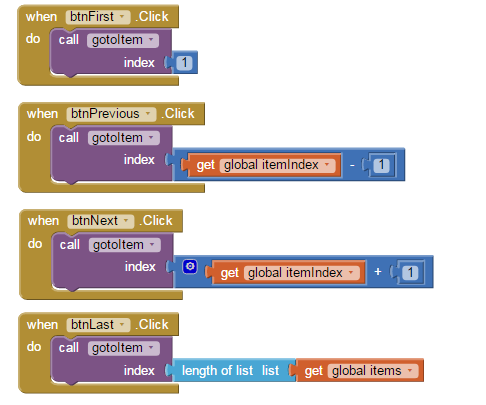 when btnFirst .Click
do call gotoItem
index 1
when btnPrevious .Click
do call gotoItem
index get global itemIndex - 1
when btnNext .Click
do call gotoItem
index get global itemIndex + 1
when btnLast .Click
do call gotoItem
index length of list list get global items